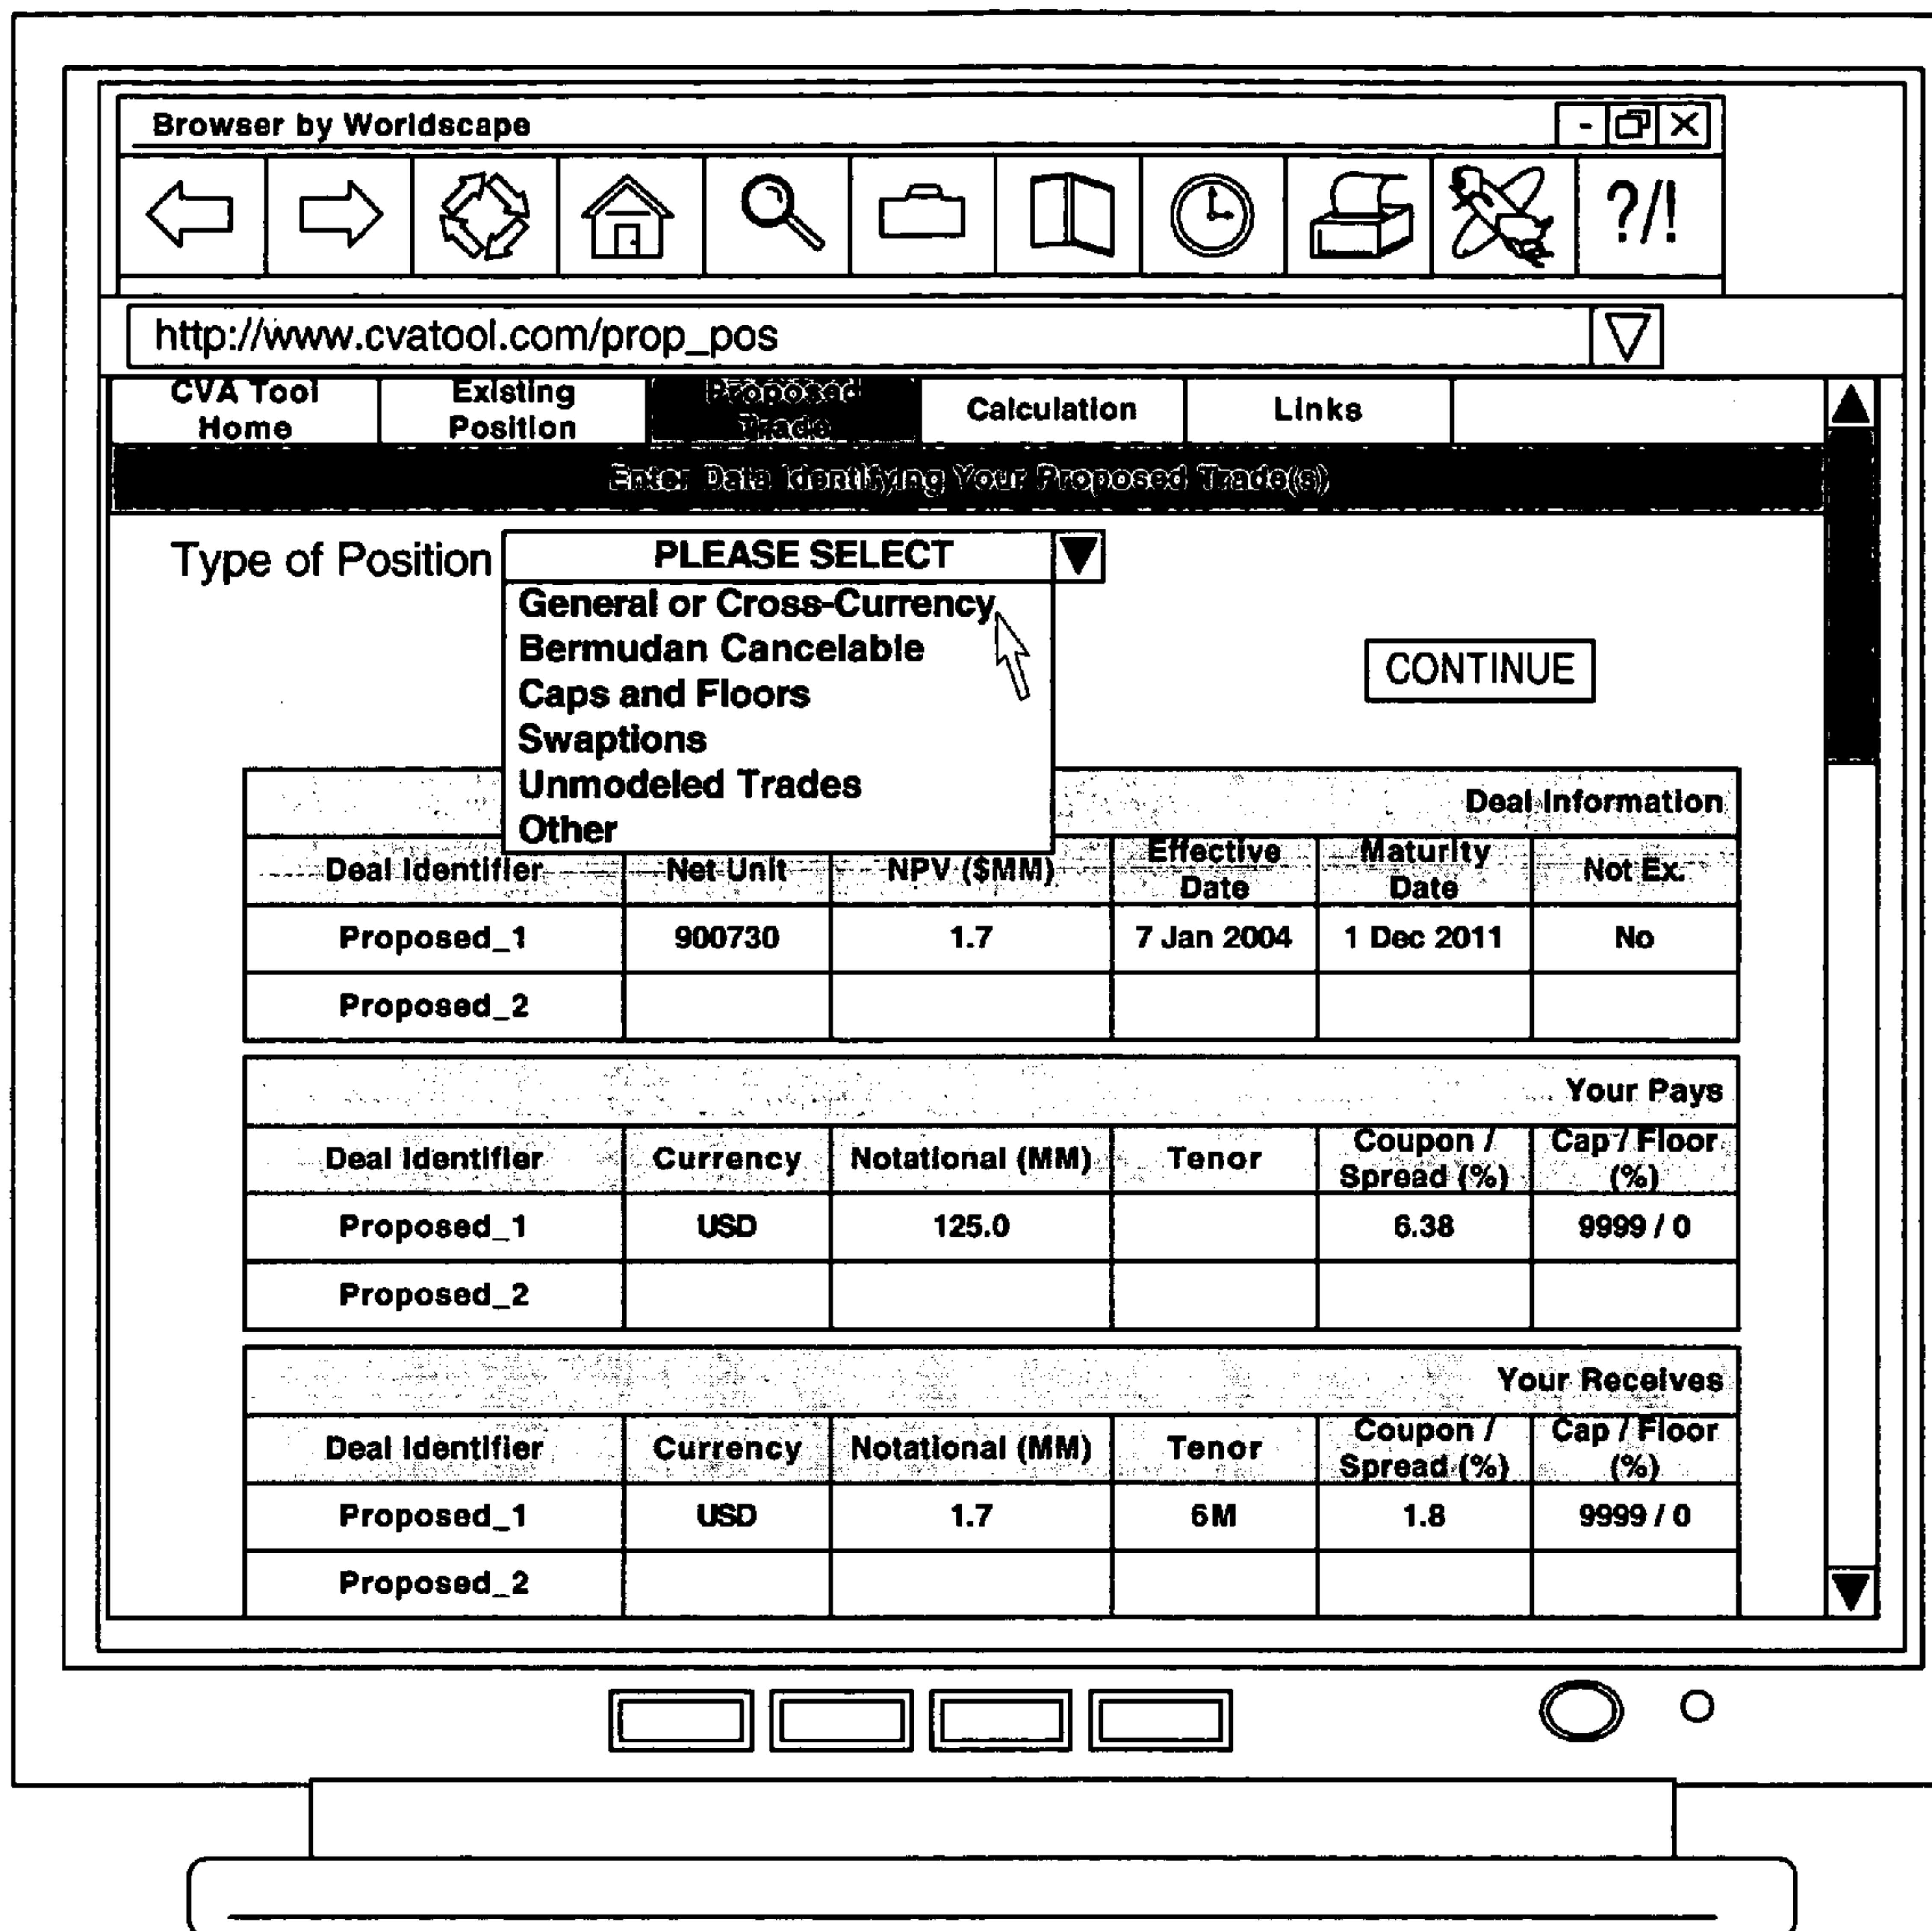 Browser by Worldscape
?/!
http://www.cvatool.com/prop_pos
CVA Tool Home
Existing Position
Proposed Trade
Calculation
Links
Enter Data Identifying Your Proposed Trade(s)
Type of Position
PLEASE SELECT
General or Cross-Currency
Bermudan Cancelable
Caps and Floors
Swaptions
Unmodeled Trades
Other
CONTINUE
Deal Information
Deal Identifier Net Unit NPV ($MM) Effective Date Maturity Date Not Ex.
Proposed_1 900730 1.7 7 Jan 2004 1 Dec 2011 No
Proposed_2
Your Pays
Deal Identifier Currency Notational (MM) Tenor Coupon / Spread (%) Cap / Floor (%)
Proposed_1 USD 125.0 6.38 9999 / 0
Proposed_2
Your Receives
Deal Identifier Currency Notational (MM) Tenor Coupon / Spread (%) Cap / Floor (%)
Proposed_1 USD 1.7 6M 1.8 9999 / 0
Proposed_2